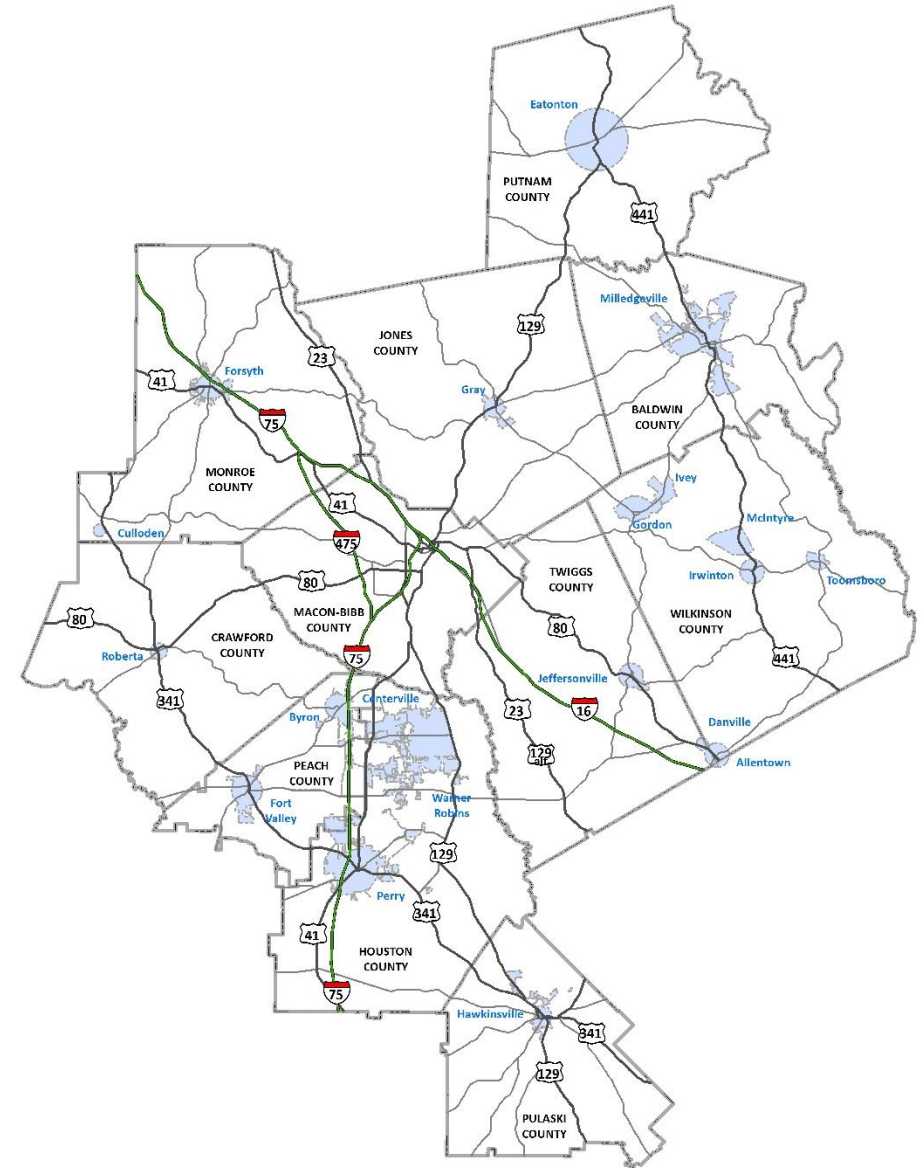 Eatonton
PUTNAM
COUNTY
441
Milledgeville
129
JONES
COUNTY
23
Forsyth
41
Gray
75
BALDWIN
COUNTY
MONROE
COUNTY
Ivey
41
Gordon
McIntyre
Culloden
475
TWIGGS
COUNTY
Irwinton
Toomsboro
80
80
MACON-BIBB
COUNTY
WILKINSON
COUNTY
80
CRAWFORD
COUNTY
Roberta
75
441
Jeffersonville
341
Centerville
23
16
Byron
Danville
129
alt
Allentown
PEACH
COUNTY
Fort
Valley
Warner
Robins
129
Perry
341
41
HOUSTON
COUNTY
75
Hawkinsville
341
129
PULASKI
COUNTY